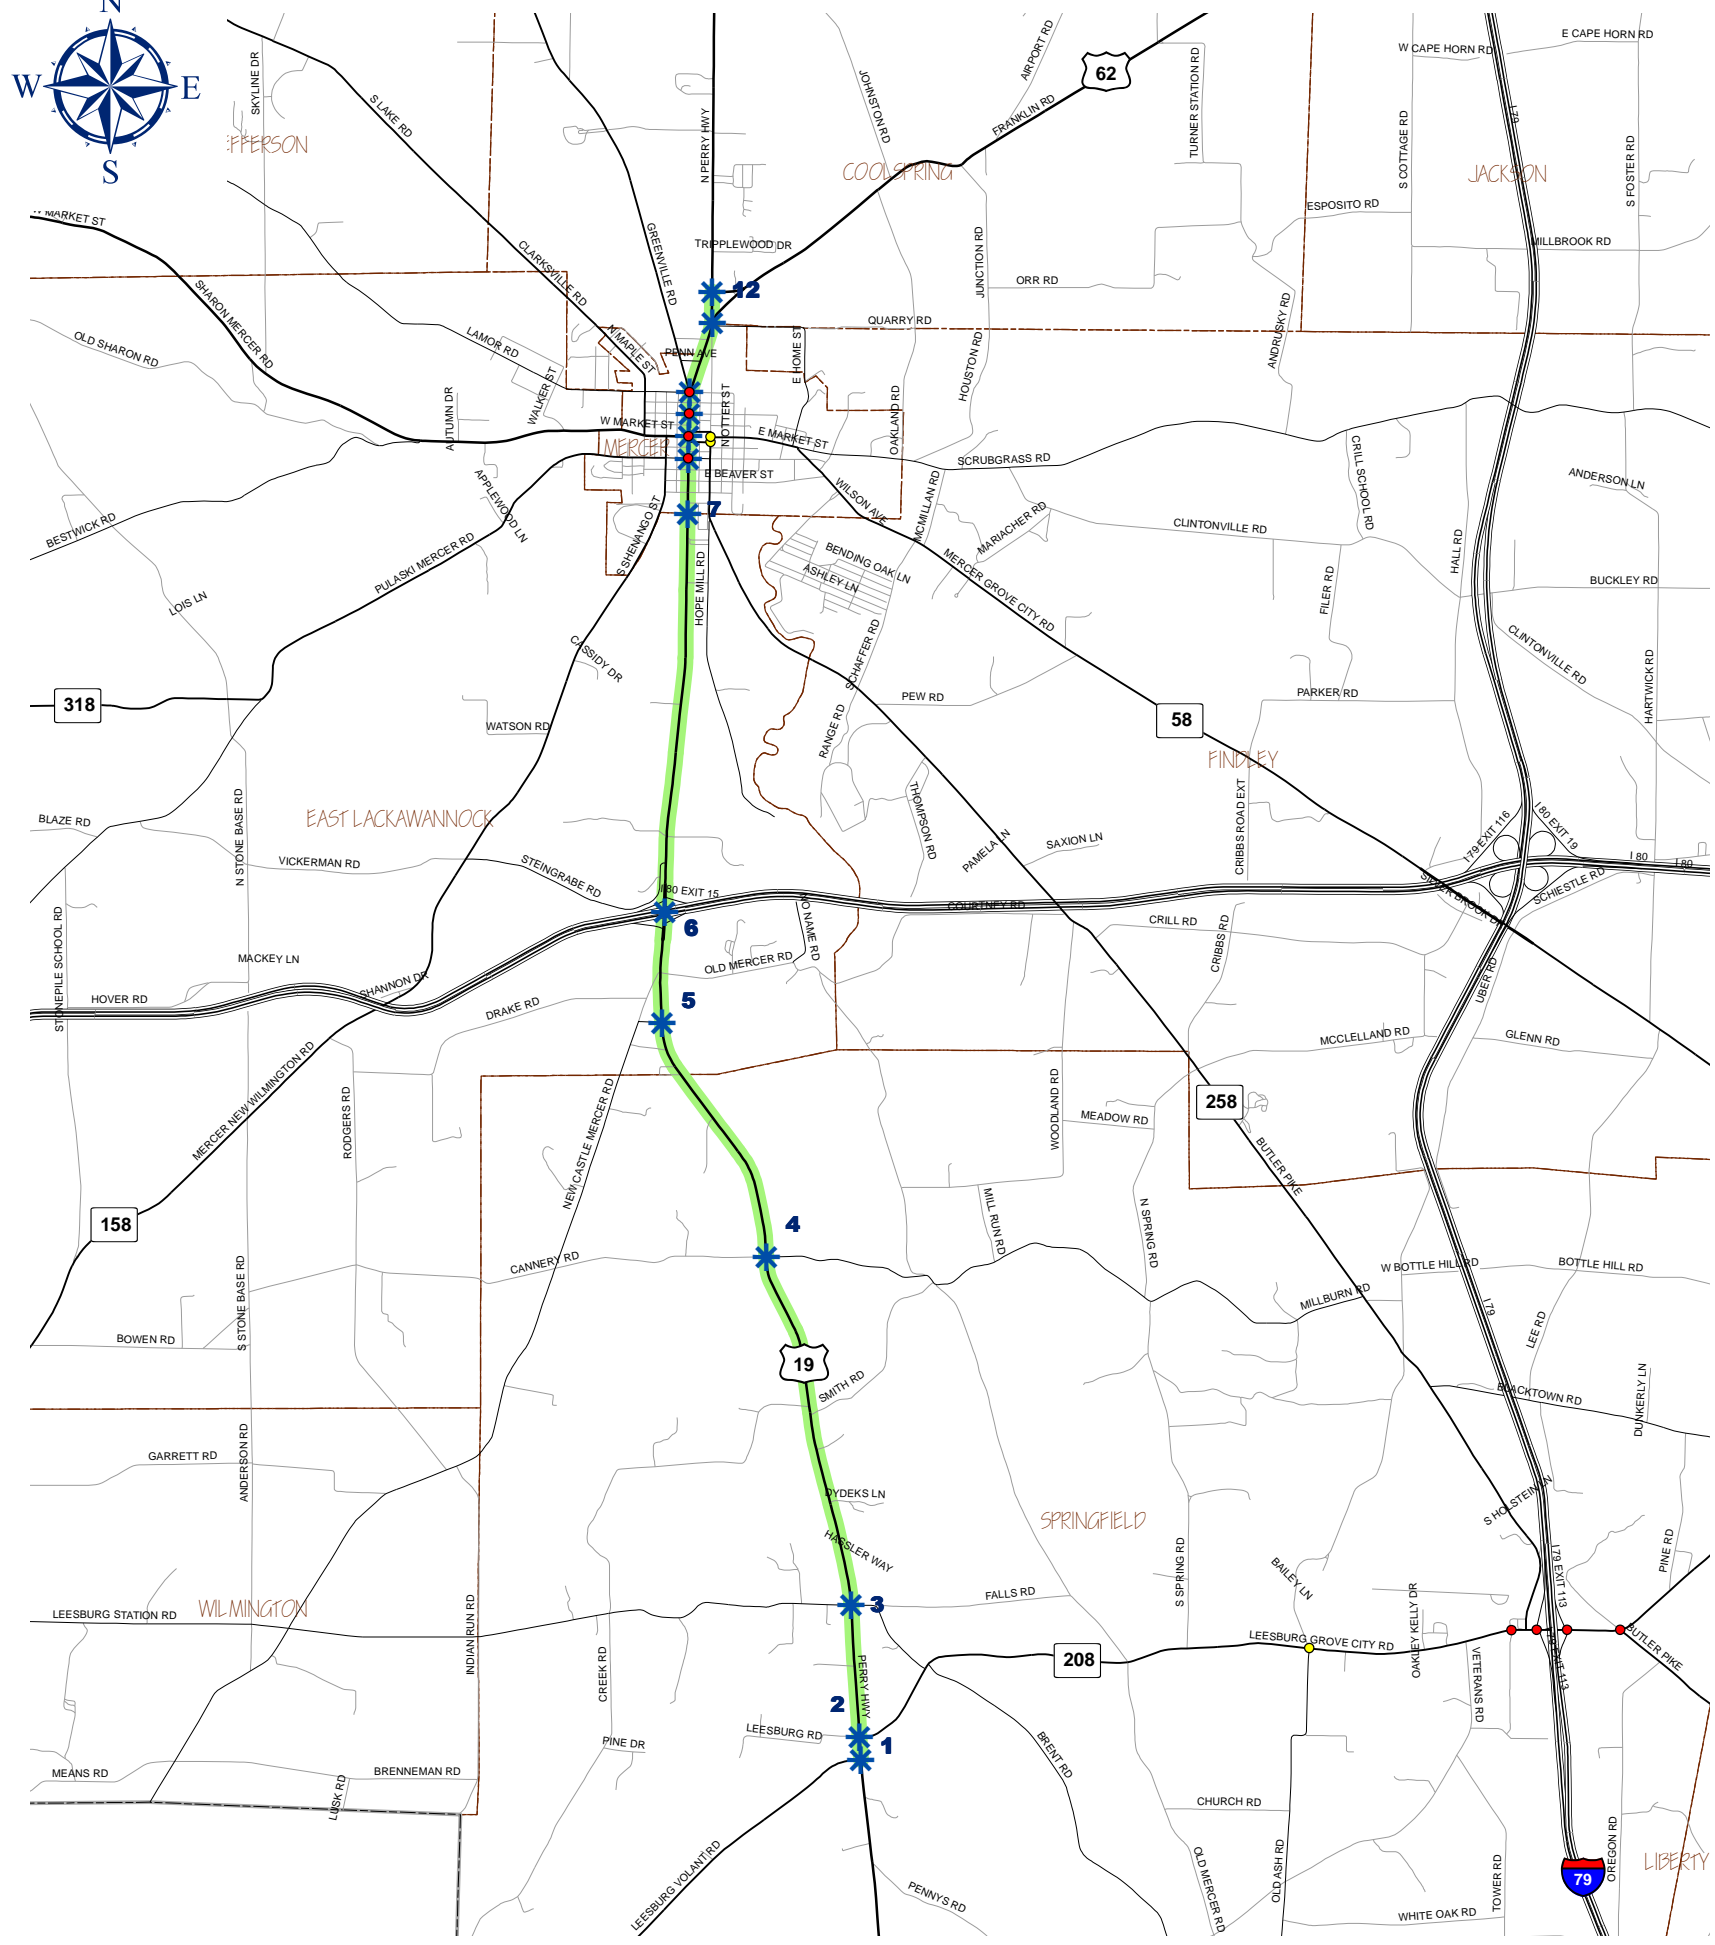 N
W
E
S
SKYLINE DR
S LAKE RD
N PERRY HWY
JOHNSTON RD
AIRPORT RD
62
FRANKLIN RD
TURNER STATION RD
W CAPE HORN RD
E CAPE HORN RD
I 79
S COTTAGE RD
S FOSTER RD
EFFERSON
COOLSPRING
JACKSON
W MARKET ST
GREENVILLE RD
TRIPPLEWOOD DR
JUNCTION RD
ESPOSITO RD
MILLBROOK RD
CLARKSVILLE RD
SHARON MERCER RD
ORR RD
12
ANDRUSKY RD
QUARRY RD
OLD SHARON RD
LAMOR RD
N MAPLE ST
PENN AVE
E HOME ST
HOUSTON RD
WALKER ST
AUTUMN DR
N OTTER ST
OAKLAND RD
W MARKET ST
E MARKET ST
MERCER
SCRUBGRASS RD
CRILL SCHOOL RD
E BEAVER ST
ANDERSON LN
APPLEWOOD LN
WILSON AVE
MCMILLAN RD
7
MARIACHER RD
CLINTONVILLE RD
HALL RD
BESTWICK RD
S SHENANGO ST
PULASKI MERCER RD
BENDING OAK LN
ASHLEY LN
MERCER GROVE CITY RD
FILER RD
BUCKLEY RD
LOIS LN
HOPE MILL RD
CASSIDY DR
SCHAFFER RD
CLINTONVILLE RD
HARTWICK RD
318
PEW RD
PARKER RD
WATSON RD
RANGE RD
58
FINDLEY
BLAZE RD
N STONE BASE RD
EAST LACKAWANNOCK
THOMPSON RD
PAMELA LN
SAXION LN
CRIBBS ROAD EXT
I 79 EXIT 116
I 80 EXIT 19
VICKERMAN RD
STEINGRABE RD
I 80 EXIT 15
I 80
I 80
SILVER BROOK DR
SCHIESTLE RD
COURTNEY RD
NO NAME RD
CRILL RD
6
STONEPILE SCHOOL RD
MACKEY LN
OLD MERCER RD
CRIBBS RD
UBER RD
HOVER RD
SHANNON DR
DRAKE RD
5
MCCLELLAND RD
GLENN RD
MERCER NEW WILMINGTON RD
RODGERS RD
NEW CASTLE MERCER RD
WOODLAND RD
MEADOW RD
258
BUTLER PIKE
158
4
MILL RUN RD
N SPRING RD
CANNERY RD
S STONE BASE RD
W BOTTLE HILL RD
BOTTLE HILL RD
MILLBURN RD
I 79
BOWEN RD
LEE RD
19
SMITH RD
BLACKTOWN RD
DUNKERLY LN
GARRETT RD
ANDERSON RD
DYDEKS LN
S HOLSTEIN LN
SPRINGFIELD
HASSLER WAY
S SPRING RD
BAILEY LN
I 79 EXIT 113
PINE RD
LEESBURG STATION RD
WILMINGTON
INDIAN RUN RD
3
FALLS RD
OAKLEY KELLY DR
LEESBURG GROVE CITY RD
208
BUTLER PIKE
I 79 EXIT 113
CREEK RD
PERRY HWY
VETERANS RD
2
LEESBURG RD
1
PINE DR
BRENT RD
MEANS RD
BRENNEMAN RD
LUSK RD
CHURCH RD
LEESBURG VOLANT RD
PENNYS RD
OLD MERCER RD
OLD ASH RD
TOWER RD
WHITE OAK RD
79
OREGON RD
LIBERTY